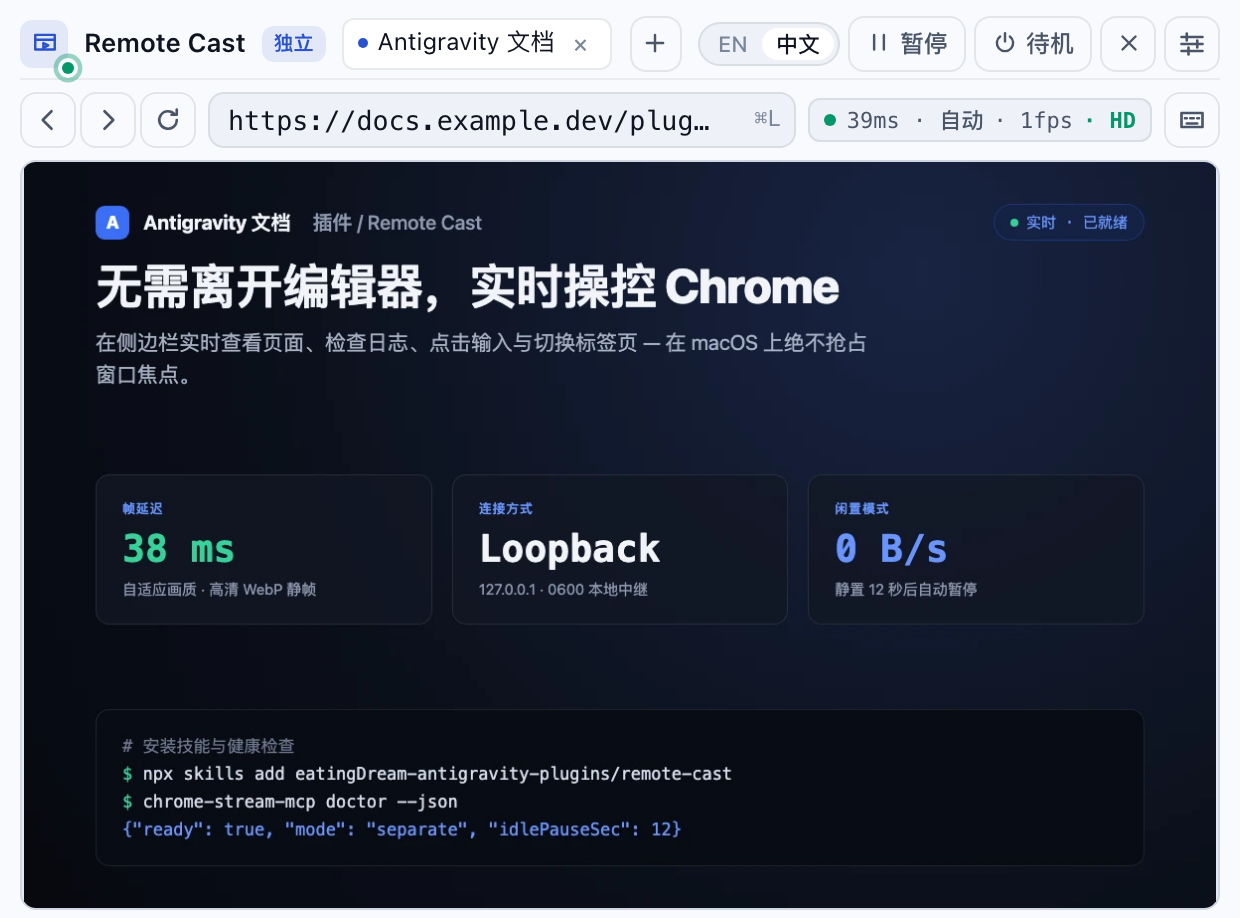 Remote Cast 独立 Antigravity 文档 × + EN 中文 暂停 待机
https://docs.example.dev/plug… ⌘L 39ms · 自动 · 1fps · HD
A Antigravity 文档 插件 / Remote Cast 实时 · 已就绪
无需离开编辑器，实时操控 Chrome
在侧边栏实时查看页面、检查日志、点击输入与切换标签页 — 在 macOS 上绝不抢占
窗口焦点。
帧延迟
38 ms
自适应画质 · 高清 WebP 静帧
连接方式
Loopback
127.0.0.1 · 0600 本地中继
闲置模式
0 B/s
静置 12 秒后自动暂停
# 安装技能与健康检查
$ npx skills add eatingDream-antigravity-plugins/remote-cast
$ chrome-stream-mcp doctor --json
{"ready": true, "mode": "separate", "idlePauseSec": 12}